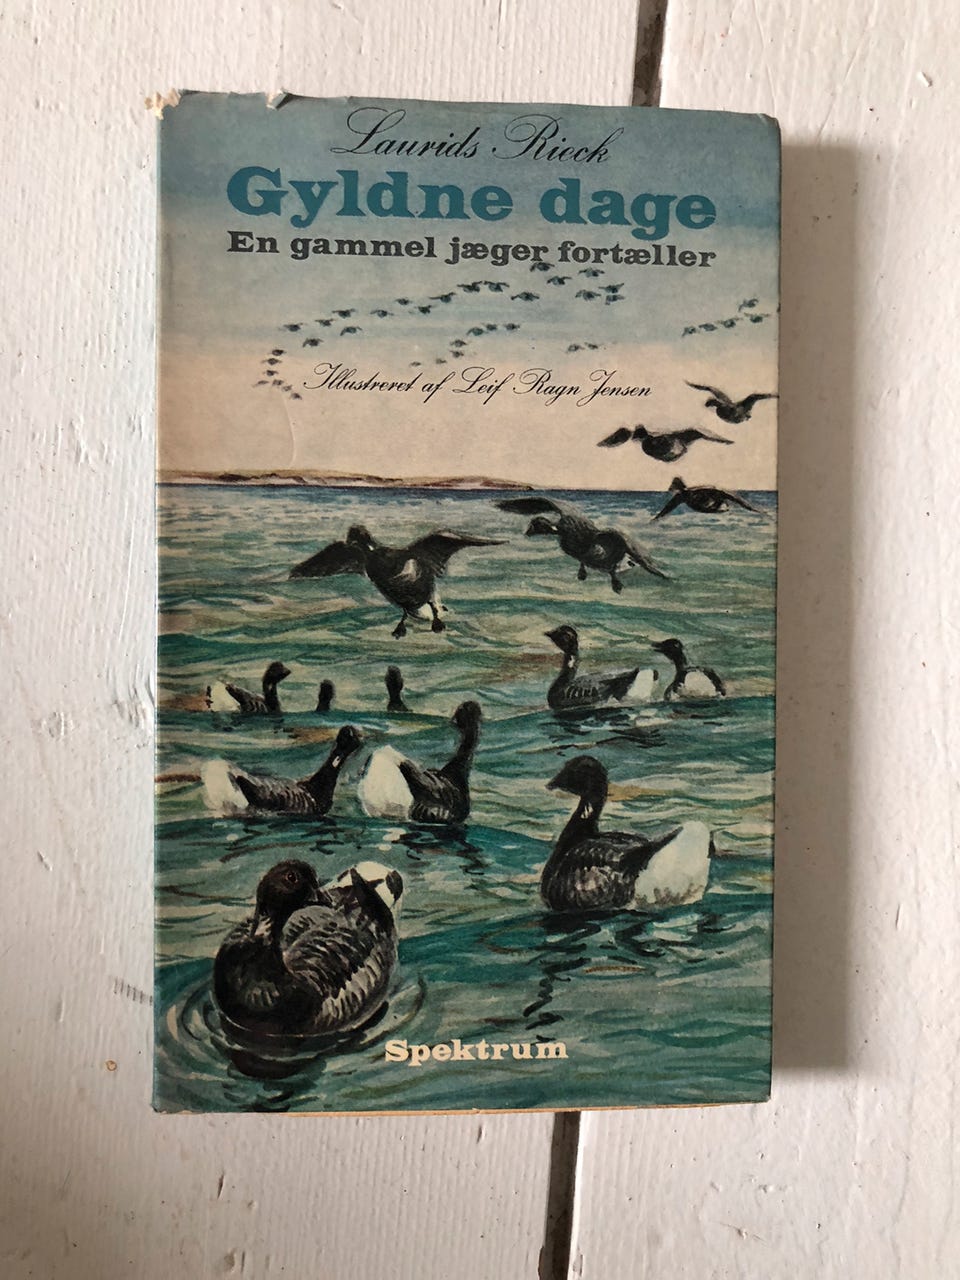 Laurids Rieck
Gyldne dage
En gammel jæger fortæller
Illustreret af Leif Ragn Jensen
Spektrum